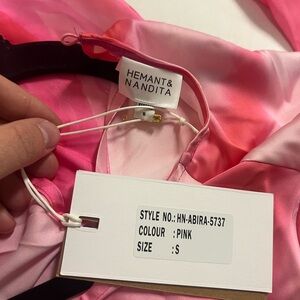 HEMANT &
NANDITA
STYLE NO.: HN-ABIRA-5737
COLOUR : PINK
SIZE : S